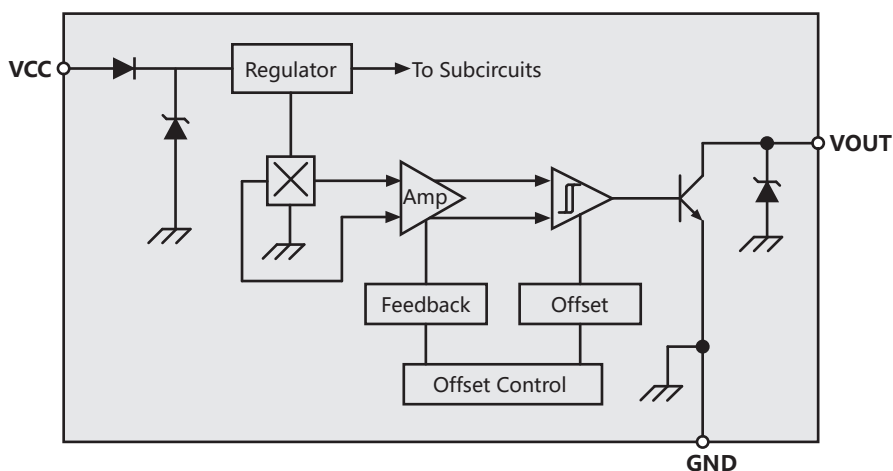 VCC
Regulator
To Subcircuits
VOUT
Amp
Feedback
Offset
Offset Control
GND